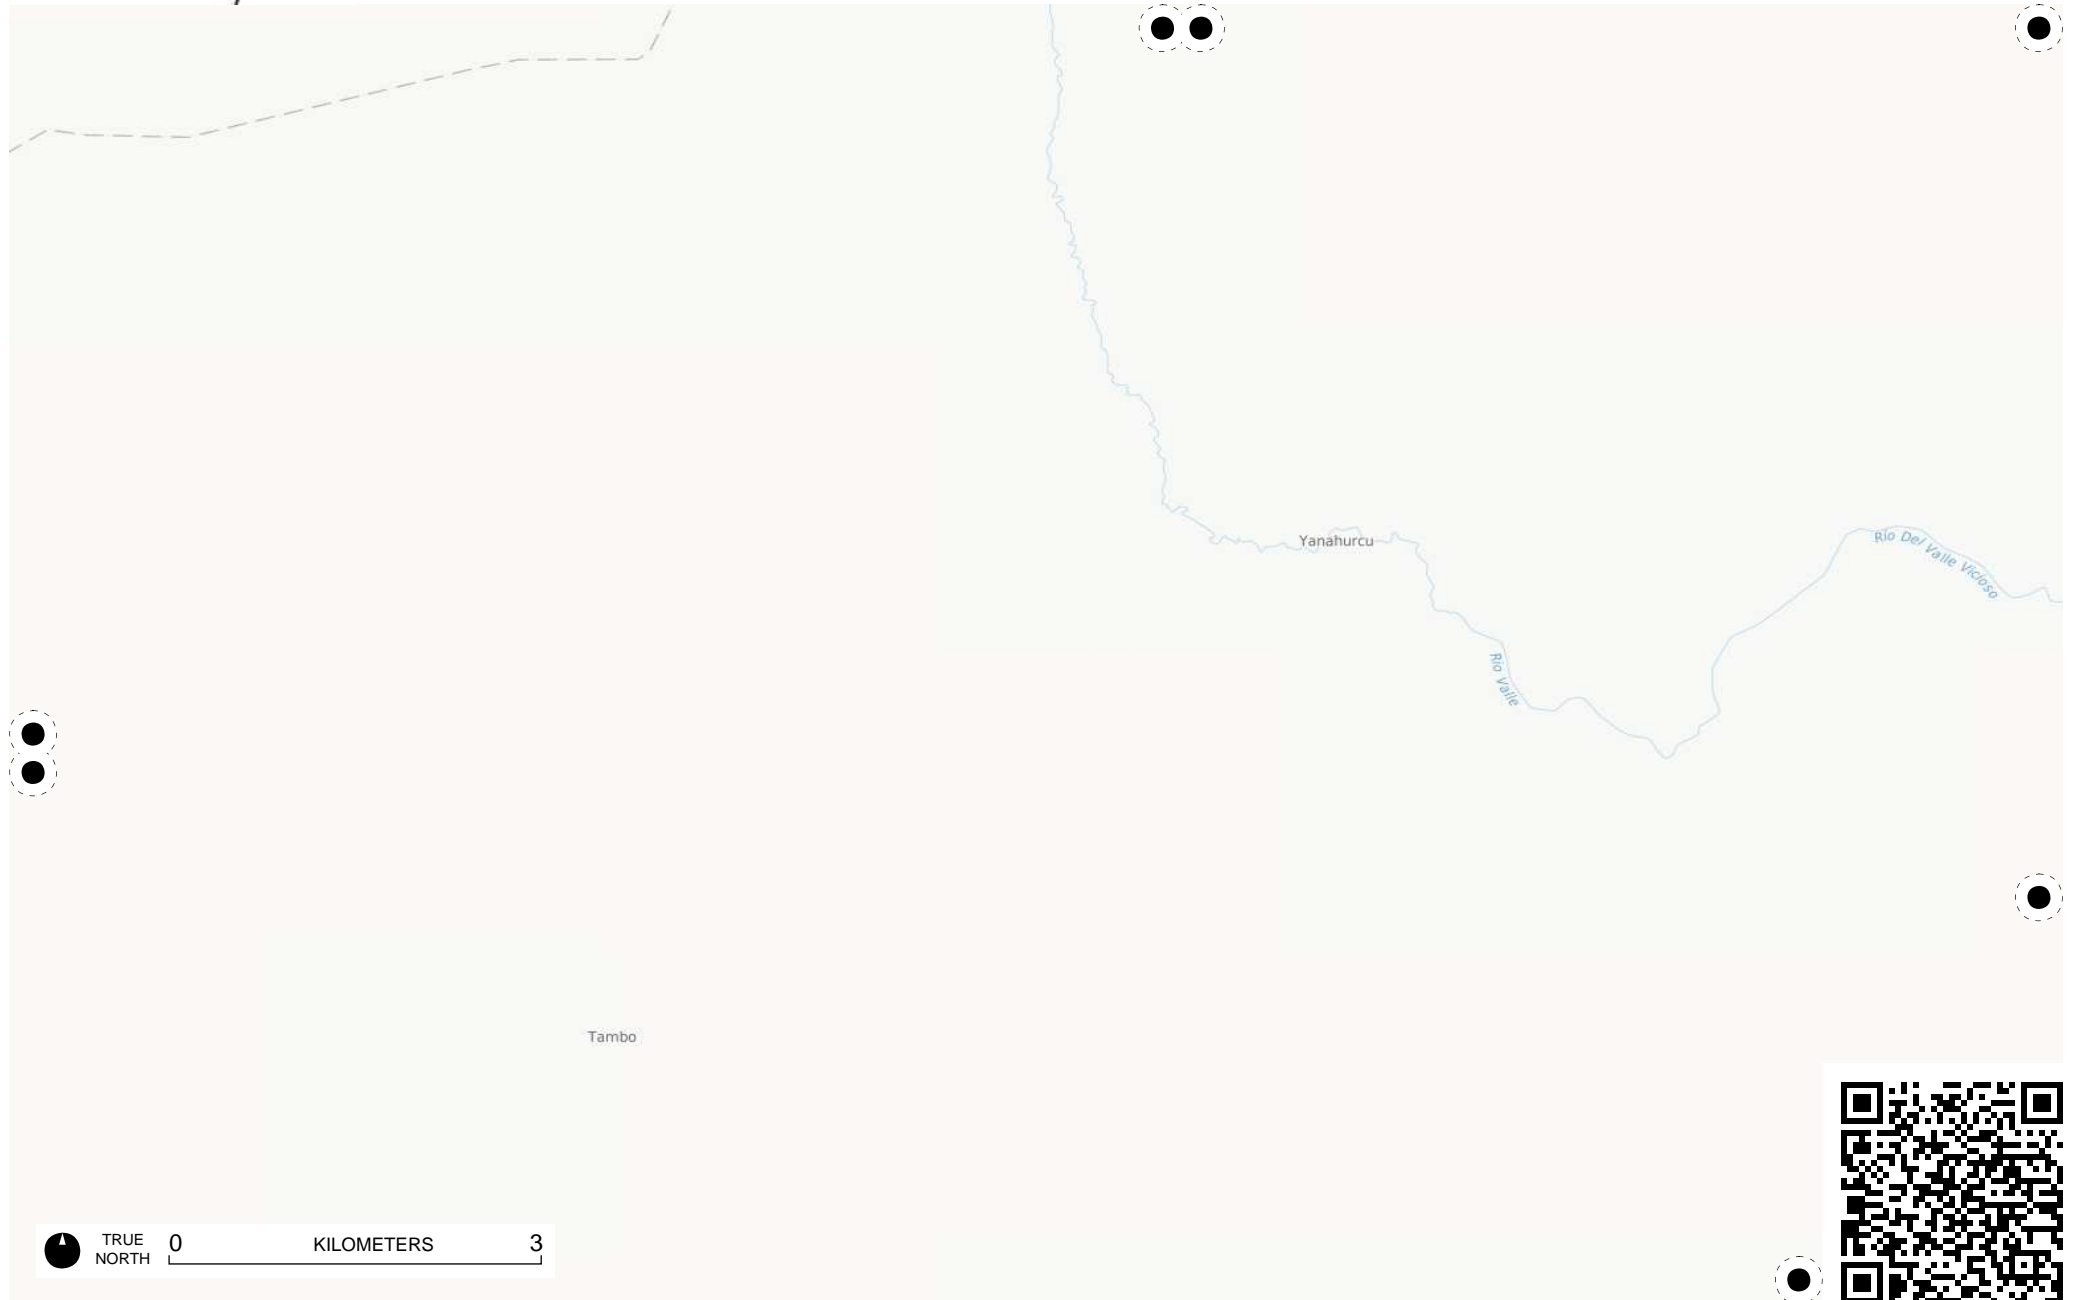 Yanahurcu
Rio Del Valle Vicioso
Rio Valle
Tambo
TRUE
NORTH
0 KILOMETERS 3